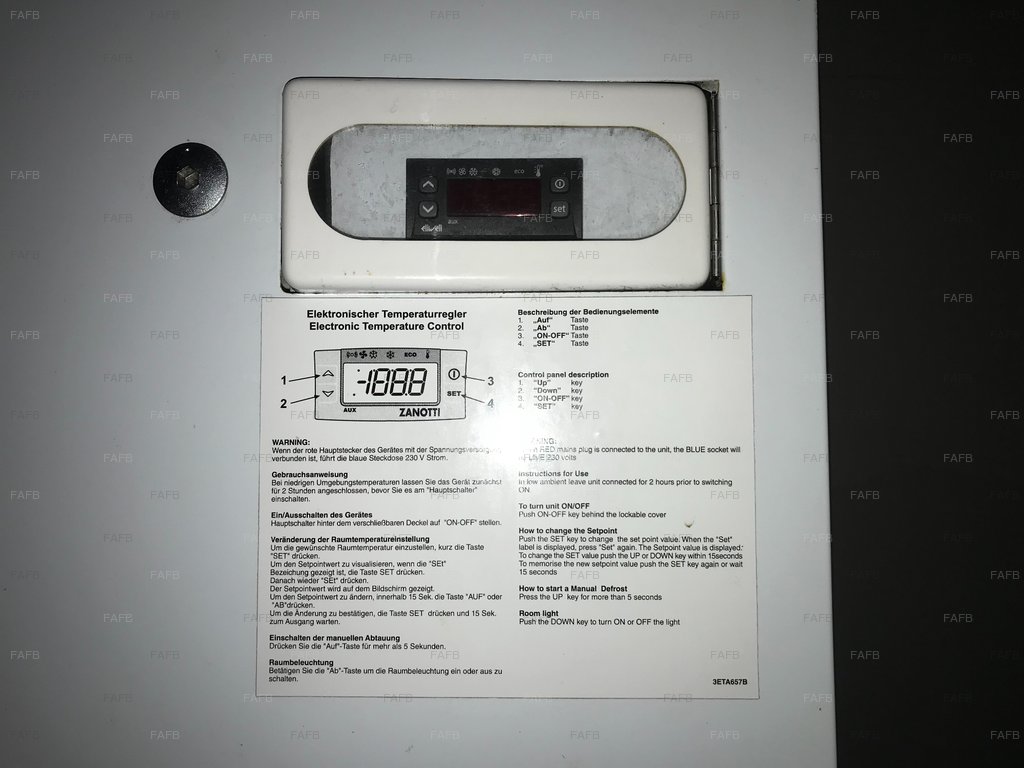 FAFB
eco
set
aux
eliwell
Elektronischer Temperaturregler
Electronic Temperature Control
ECO
1
2
-188.8
3
SET
4
AUX
ZANOTTI
WARNING:
Wenn der rote Hauptstecker des Gerätes mit der
verbunden ist, führt die blaue Steckdose 230 V Strom.
Gebrauchsanweisung
Bei niedrigen Umgebungstemperaturen lassen Sie das Gerät zunächst
für 2 Stunden angeschlossen, bevor Sie es am "Hauptschalter"
einschalten.
Ein/Ausschalten des Gerätes
Hauptschalter hinter dem verschließbaren Deckel auf "ON-OFF" stellen.
Veränderung der Raumtemperatureinstellung
Um die gewünschte Raumtemperatur einzustellen, kurz die Taste
"SET" drücken.
Um den Setpointwert zu visualisieren, wenn die "SET"
Bezeichung gezeigt ist, die Taste SET drücken.
Danach wieder "SEt" drücken.
Der Setpointwert wird auf dem Bildschirm gezeigt.
Um den Setpointwert zu ändern, innerhalb 15 Sek. die Taste "AUF" oder
"AB"drücken.
Um die Änderung zu bestätigen, die Taste SET drücken und 15 Sek.
zum Ausgang warten.
Einschalten der manuellen Abtauung
Drücken Sie die "Auf"-Taste für mehr als 5 Sekunden.
Raumbeleuchtung
Betätigen Sie die "Ab"-Taste um die Raumbeleuchtung ein oder aus zu
schalten.
Beschreibung der Bedienungselemente
1. „Auf“ Taste
2. „Ab“ Taste
3. „ON-OFF“ Taste
4. „SET“ Taste
Control panel description
1. "Up" key
2. "Down" key
3. "ON-OFF" key
4. "SET" key
RED mains plug is connected to the unit, the BLUE socket will
230 volts
Instructions for Use
In low ambient leave unit connected for 2 hours prior to switching
ON.
To turn unit ON/OFF
Push ON-OFF key behind the lockable cover
How to change the Setpoint
Push the SET key to change the set point value. When the "Set"
label is displayed, press "Set" again. The Setpoint value is displayed.
To change the SET value push the UP or DOWN key within 15seconds
To memorise the new setpoint value push the SET key again or wait
15 seconds
How to start a Manual Defrost
Press the UP key for more than 5 seconds
Room light
Push the DOWN key to turn ON or OFF the light
3ETA657B